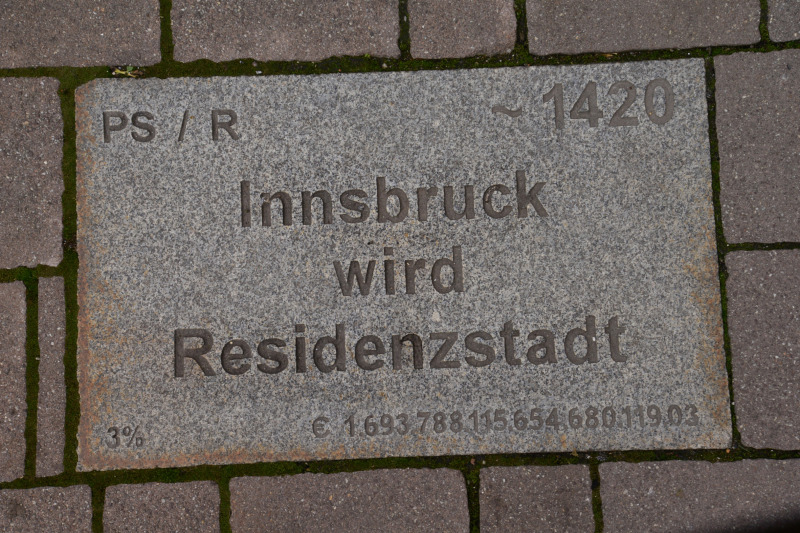 PS / R
~ 1420
Innsbruck
wird
Residenzstadt
3%
€ 1.693.788.115.654.680.119,03